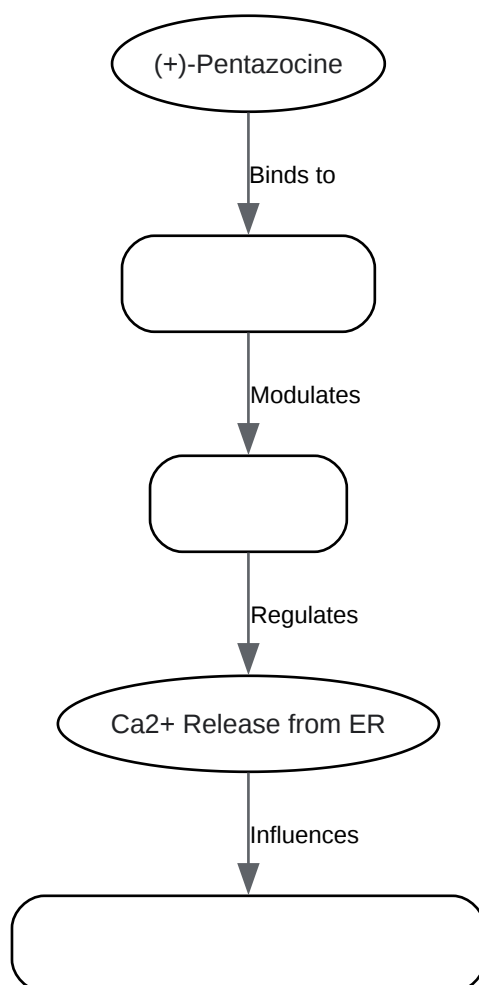 (+)-Pentazocine
Binds to
Modulates
Regulates
Ca2+ Release from ER
Influences